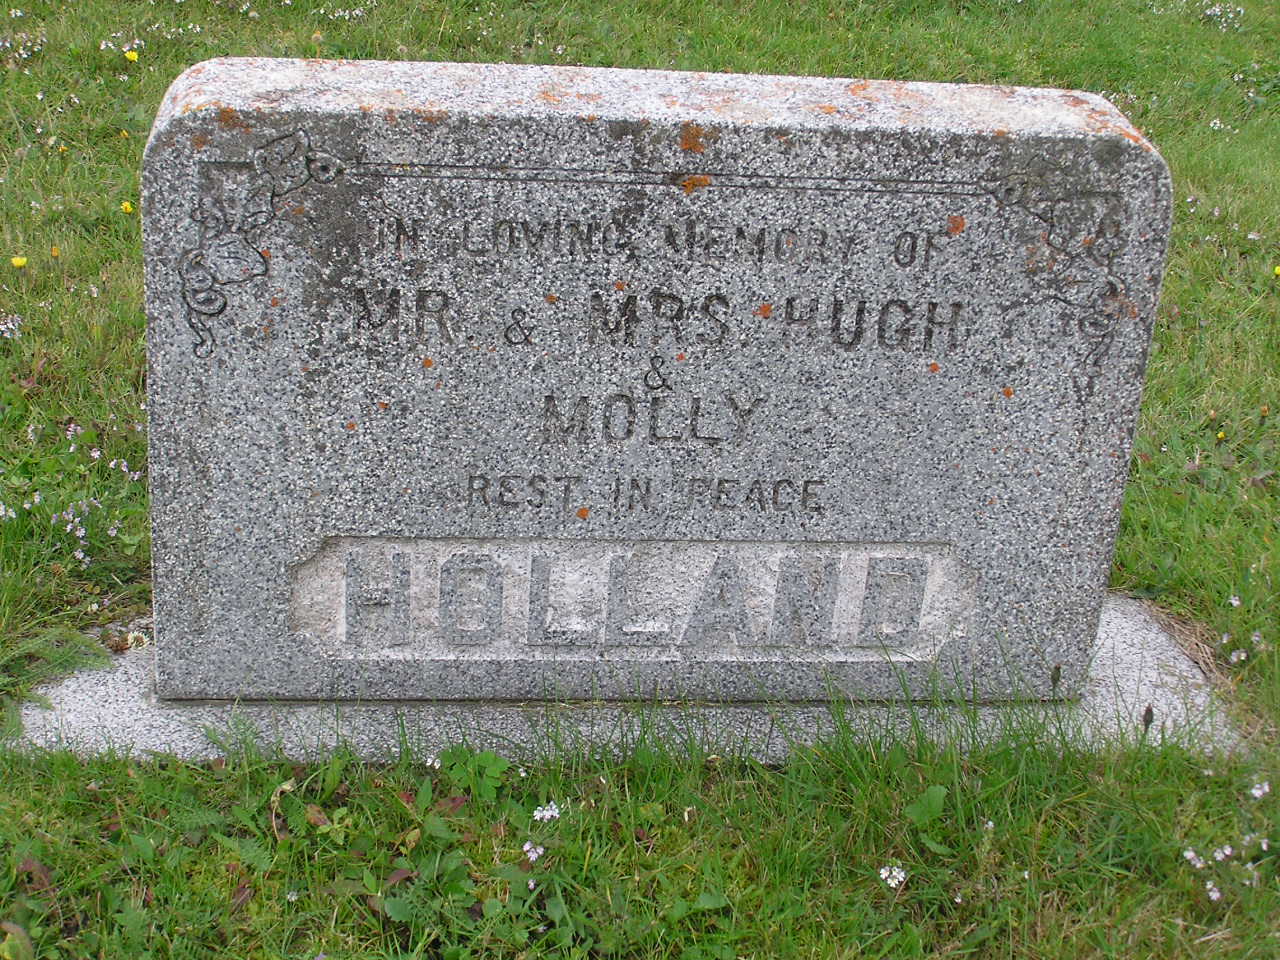 IN LOVING MEMORY OF
MR. & MRS HUGH
&
MOLLY
REST IN PEACE
HOLLAND